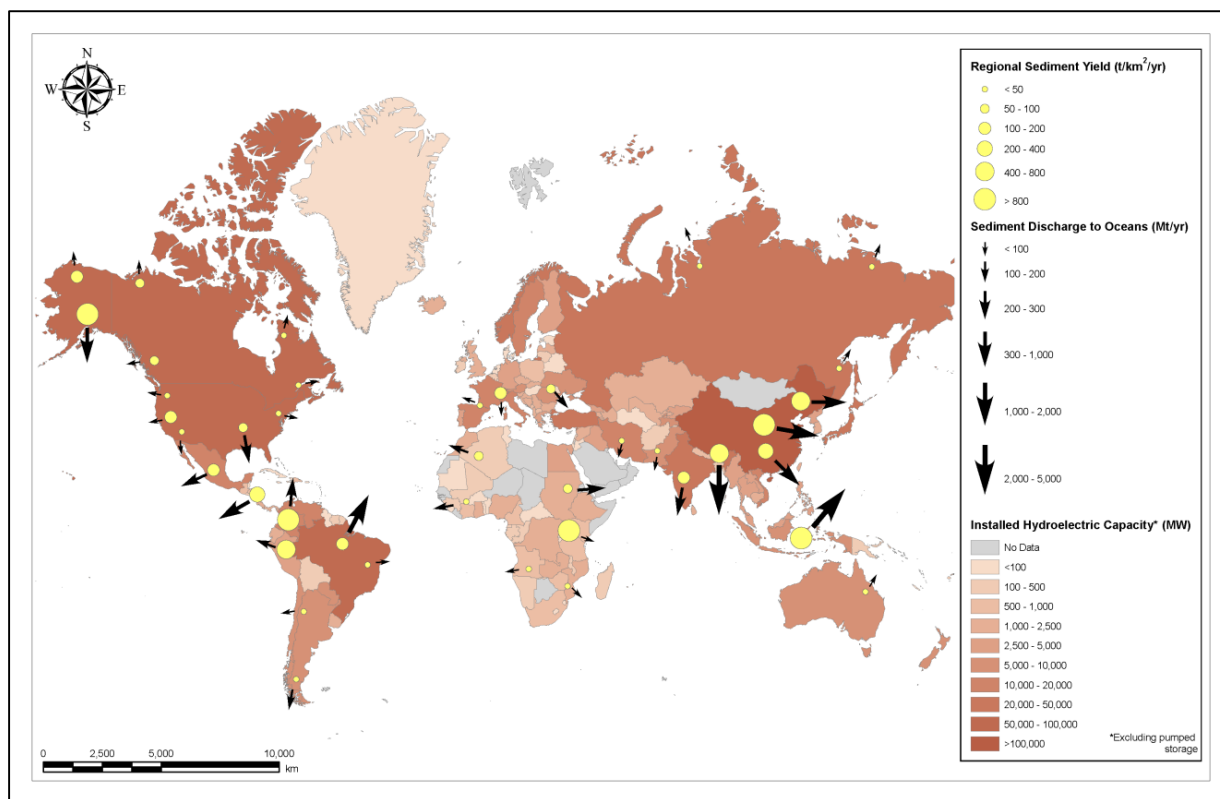 N
W E
S
Regional Sediment Yield (t/km²/yr)
< 50
50 - 100
100 - 200
200 - 400
400 - 800
> 800
Sediment Discharge to Oceans (Mt/yr)
< 100
100 - 200
200 - 300
300 - 1,000
1,000 - 2,000
2,000 - 5,000
Installed Hydroelectric Capacity* (MW)
No Data
<100
100 - 500
500 - 1,000
1,000 - 2,500
2,500 - 5,000
5,000 - 10,000
10,000 - 20,000
20,000 - 50,000
50,000 - 100,000
>100,000
*Excluding pumped
storage
0 2,500 5,000 10,000
km